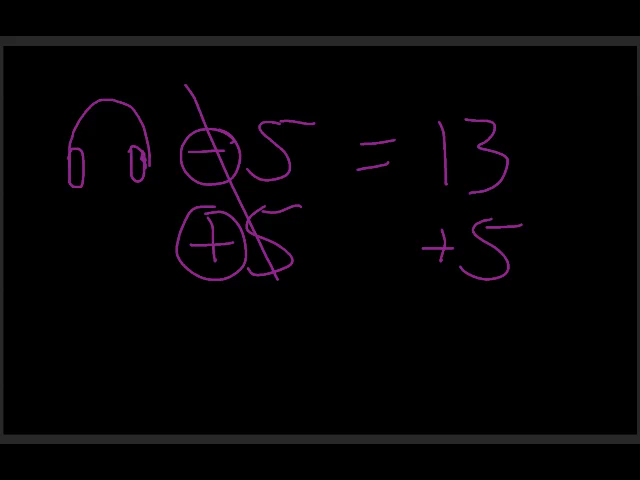 - 5 = 13
+ 5 + 5